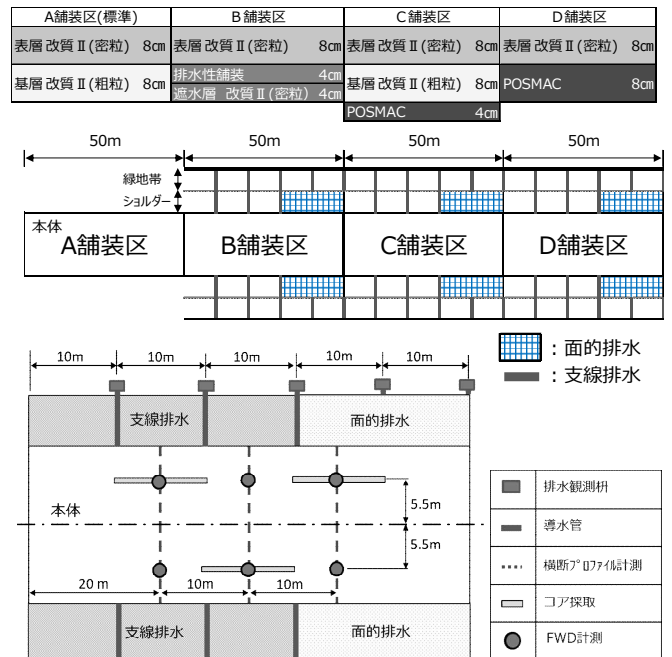 A舗装区(標準) B舗装区 C舗装区 D舗装区
表層 改質Ⅱ(密粒) 8㎝ 表層 改質Ⅱ(密粒) 8㎝ 表層 改質Ⅱ(密粒) 8㎝ 表層 改質Ⅱ(密粒) 8㎝
基層 改質Ⅱ(粗粒) 8㎝ 排水性舗装 4㎝ 基層 改質Ⅱ(粗粒) 8㎝ POSMAC 8㎝
遮水層 改質Ⅱ(密粒) 4㎝
POSMAC 4㎝
50m 50m 50m 50m
緑地帯
ショルダー
本体
A舗装区 B舗装区 C舗装区 D舗装区
:面的排水
:支線排水
10m 10m 10m 10m 10m
支線排水 面的排水
本体
5.5m
5.5m
20 m 10m 10m
支線排水 面的排水
排水観測枡
導水管
横断プロファイル計測
コア採取
FWD計測